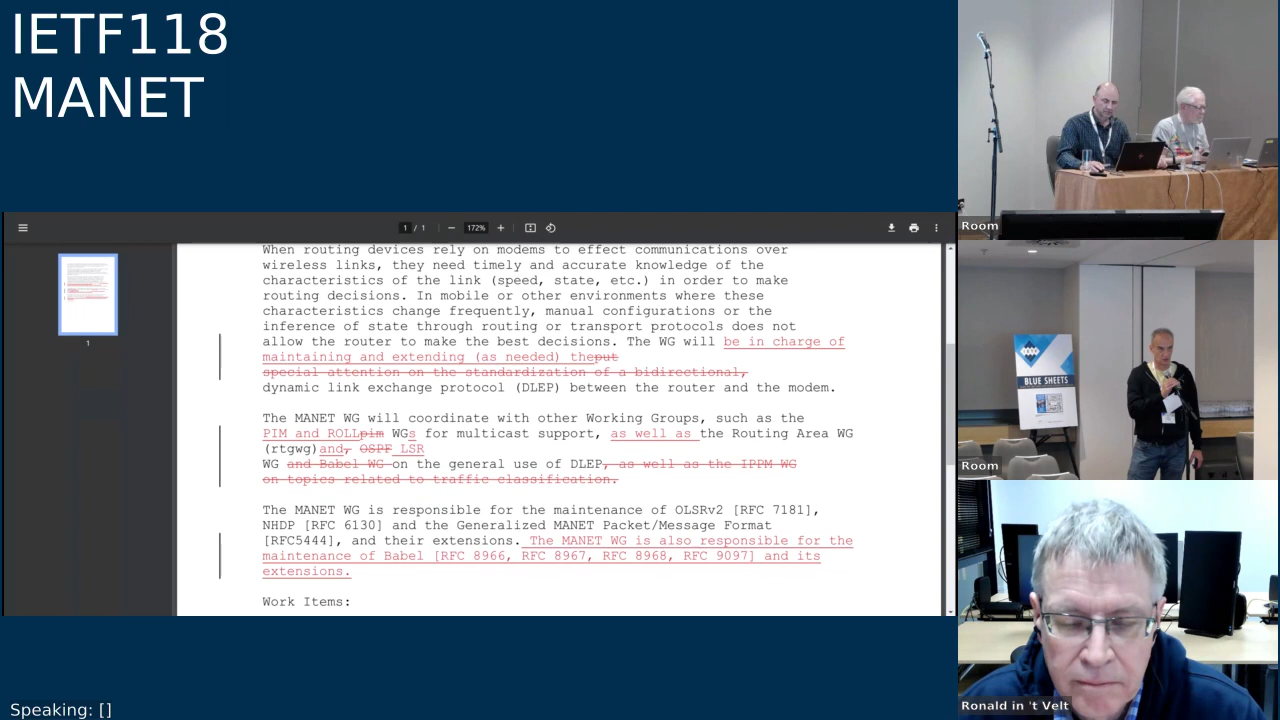 IETF118
MANET
1 / 1
172%
1
When routing devices rely on modems to effect communications over
wireless links, they need timely and accurate knowledge of the
characteristics of the link (speed, state, etc.) in order to make
routing decisions. In mobile or other environments where these
characteristics change frequently, manual configurations or the
inference of state through routing or transport protocols does not
allow the router to make the best decisions. The WG will be in charge of
maintaining and extending (as needed) theput
special attention on the standardization of a bidirectional,
dynamic link exchange protocol (DLEP) between the router and the modem.
The MANET WG will coordinate with other Working Groups, such as the
PIM and ROLLpim WGs for multicast support, as well as the Routing Area WG
(rtgwg)and, OSPF LSR
WG and Babel WG on the general use of DLEP, as well as the IPPM WG
on topics related to traffic classification.
The MANET WG is responsible for the maintenance of OLSRv2 [RFC 7181],
NHDP [RFC 6130] and the Generalized MANET Packet/Message Format
[RFC5444], and their extensions. The MANET WG is also responsible for the
maintenance of Babel [RFC 8966, RFC 8967, RFC 8968, RFC 9097] and its
extensions.
Work Items:
Speaking: []
Room
BLUE SHEETS
Room
Ronald in 't Velt